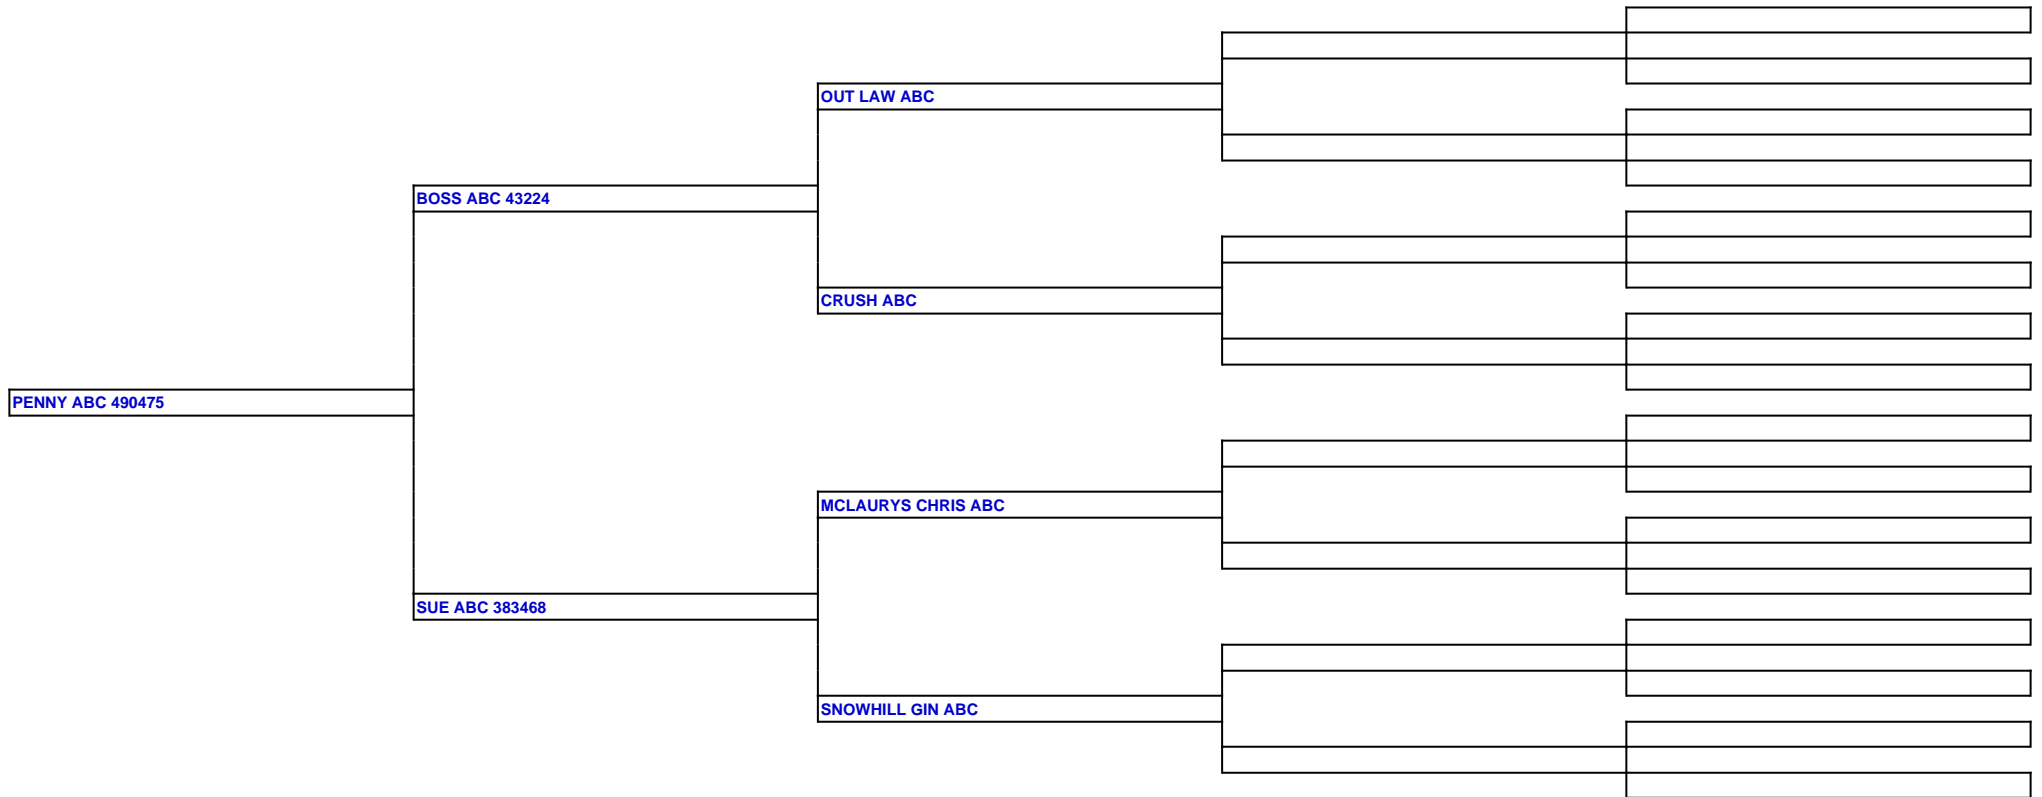 OUT LAW ABC
BOSS ABC 43224
CRUSH ABC
PENNY ABC 490475
MCLAURYS CHRIS ABC
SUE ABC 383468
SNOWHILL GIN ABC